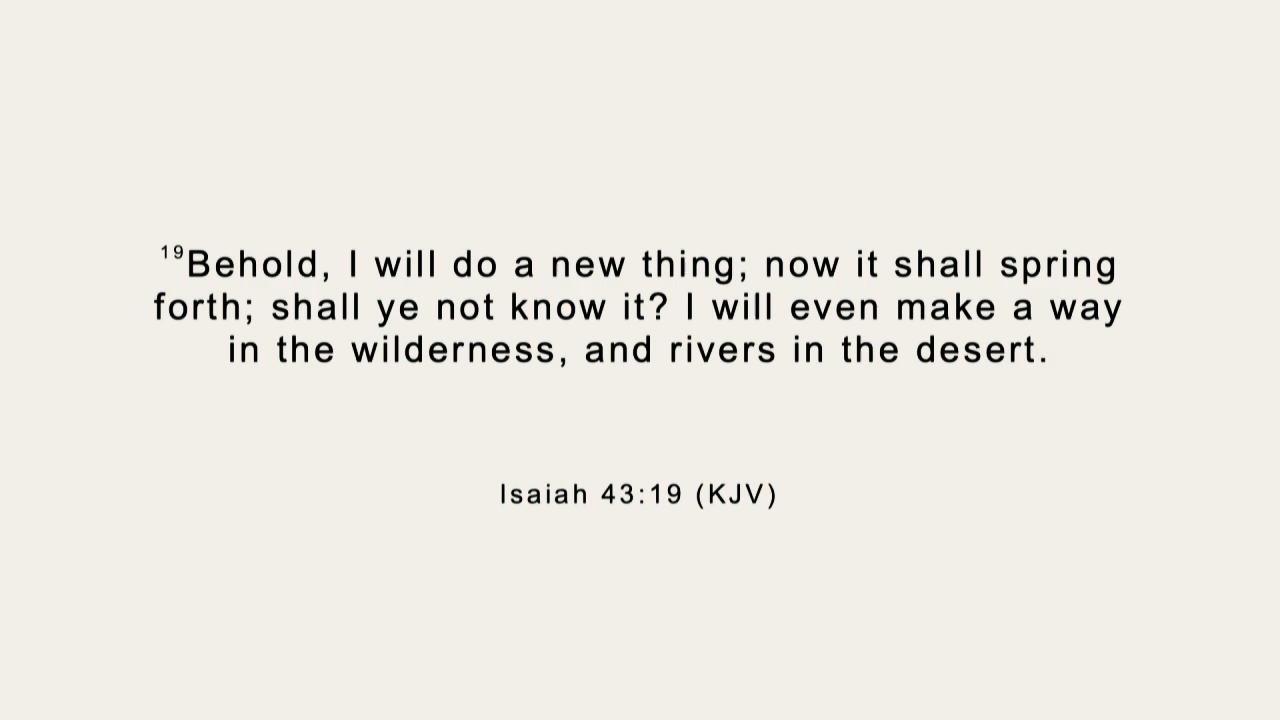 19Behold, I will do a new thing; now it shall spring
forth; shall ye not know it? I will even make a way
in the wilderness, and rivers in the desert.
Isaiah 43:19 (KJV)